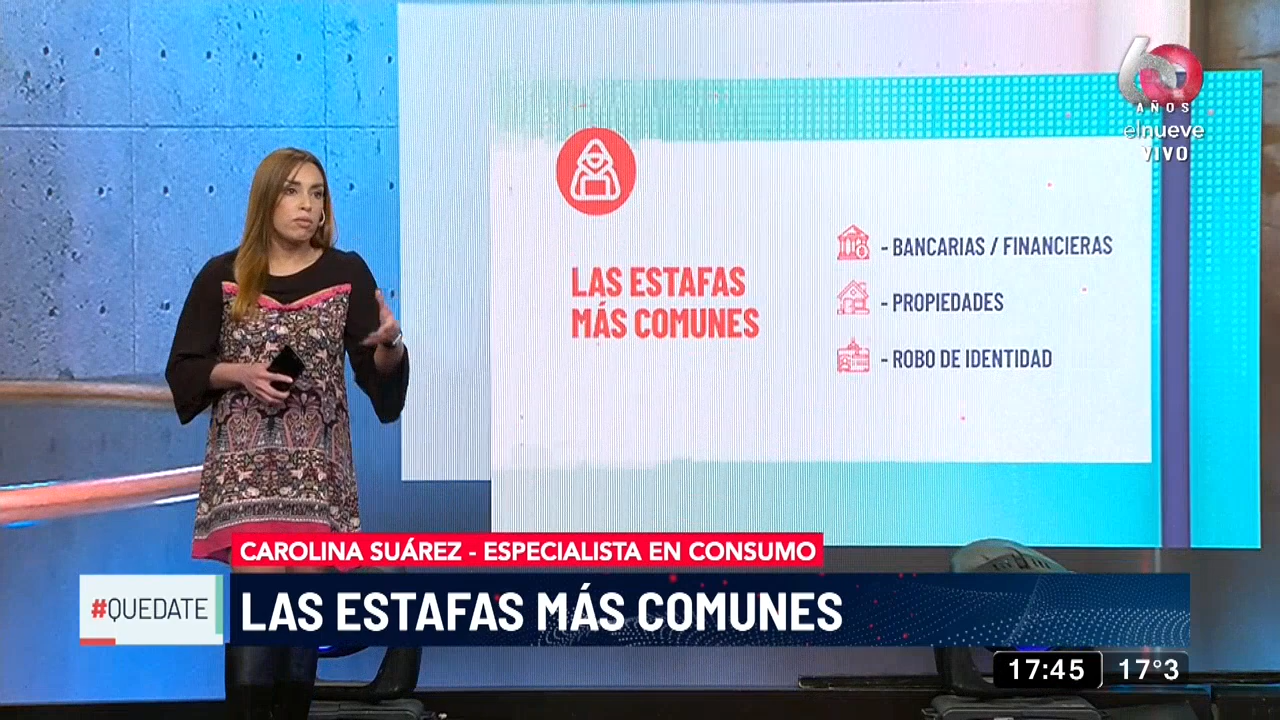 60
AÑOS
elnueve
VIVO
LAS ESTAFAS
MÁS COMUNES
- BANCARIAS / FINANCIERAS
- PROPIEDADES
- ROBO DE IDENTIDAD
CAROLINA SUÁREZ - ESPECIALISTA EN CONSUMO
#QUEDATE
LAS ESTAFAS MÁS COMUNES
17:45
17°3